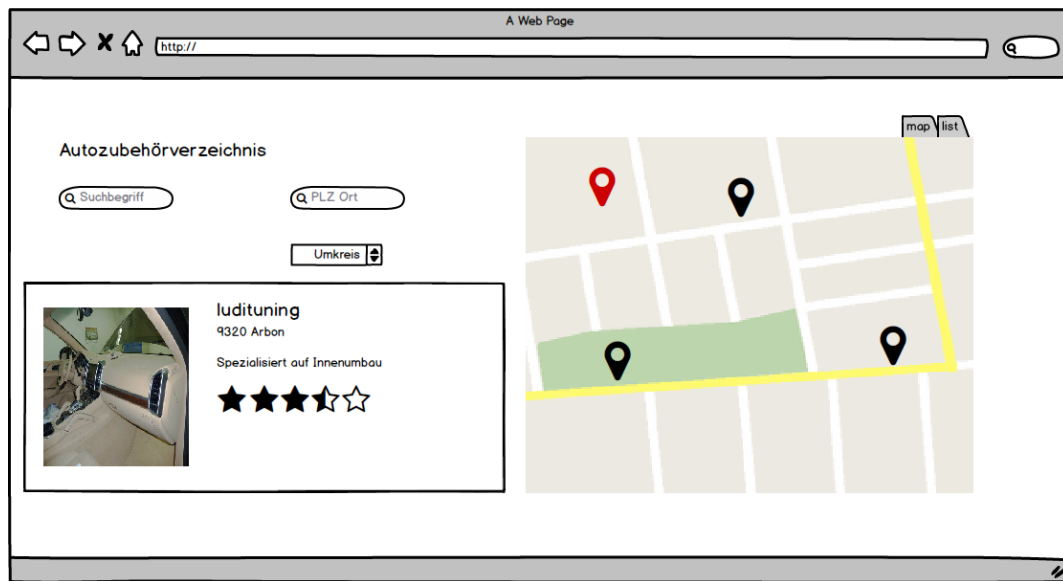 A Web Page
http://
map
list
Autozubehörverzeichnis
Suchbegriff
PLZ Ort
Umkreis
ludituning
9320 Arbon
Spezialisiert auf Innenumbau